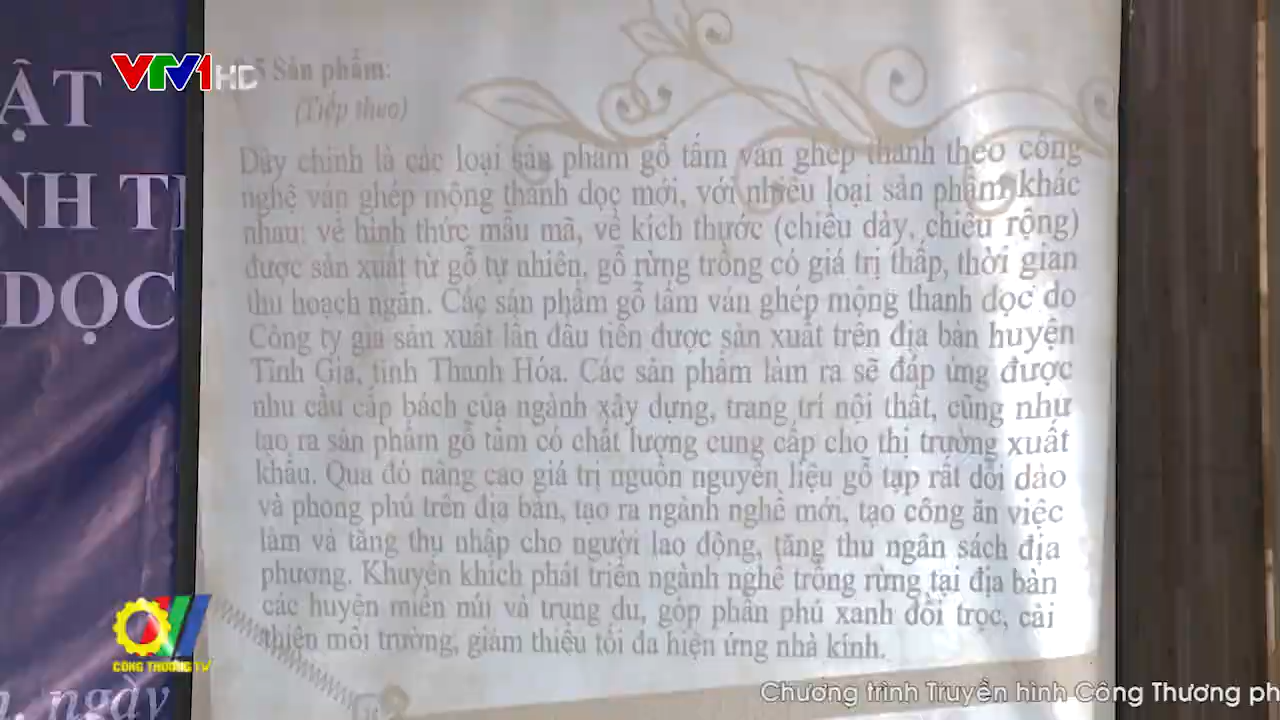 ẬT
NH T
DỌC
VTV1 HD
5 Sản phẩm:
(Tiếp theo)
Đây chính là các loại sản phẩm gỗ tấm ván ghép thanh theo công
nghệ ván ghép mộng thanh dọc mới, với nhiều loại sản phẩm khác
nhau: về hình thức mẫu mã, về kích thước (chiều dày, chiều rộng)
được sản xuất từ gỗ tự nhiên, gỗ rừng trồng có giá trị thấp, thời gian
thu hoạch ngắn. Các sản phẩm gỗ tấm ván ghép mộng thanh dọc do
Công ty gia sản xuất lần đầu tiên được sản xuất trên địa bàn huyện
Tĩnh Gia, tỉnh Thanh Hóa. Các sản phẩm làm ra sẽ đáp ứng được
nhu cầu cấp bách của ngành xây dựng, trang trí nội thất, cũng như
tạo ra sản phẩm gỗ tấm có chất lượng cung cấp cho thị trường xuất
khẩu. Qua đó nâng cao giá trị nguồn nguyên liệu gỗ tạp rất dồi dào
và phong phú trên địa bàn, tạo ra ngành nghề mới, tạo công ăn việc
làm và tăng thu nhập cho người lao động, tăng thu ngân sách địa
phương. Khuyến khích phát triển ngành nghề trồng rừng tại địa bàn
các huyện miền núi và trung du, góp phần phủ xanh đồi trọc, cải
thiện môi trường, giảm thiểu tối đa hiện ứng nhà kính.
CÔNG THƯƠNG TV
ngày
Chương trình Truyền hình Công Thương ph